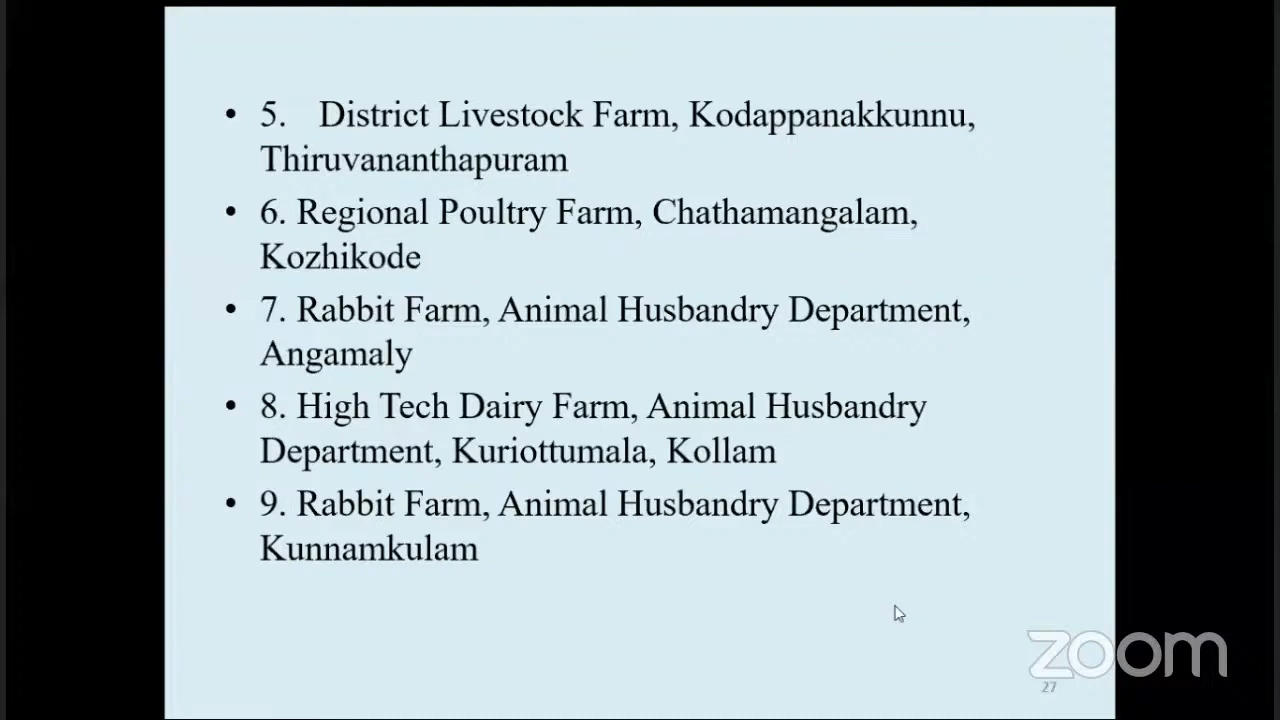 • 5. District Livestock Farm, Kodappanakkunnu,
Thiruvananthapuram
• 6. Regional Poultry Farm, Chathamangalam,
Kozhikode
• 7. Rabbit Farm, Animal Husbandry Department,
Angamaly
• 8. High Tech Dairy Farm, Animal Husbandry
Department, Kuriottumala, Kollam
• 9. Rabbit Farm, Animal Husbandry Department,
Kunnamkulam
zoom
27